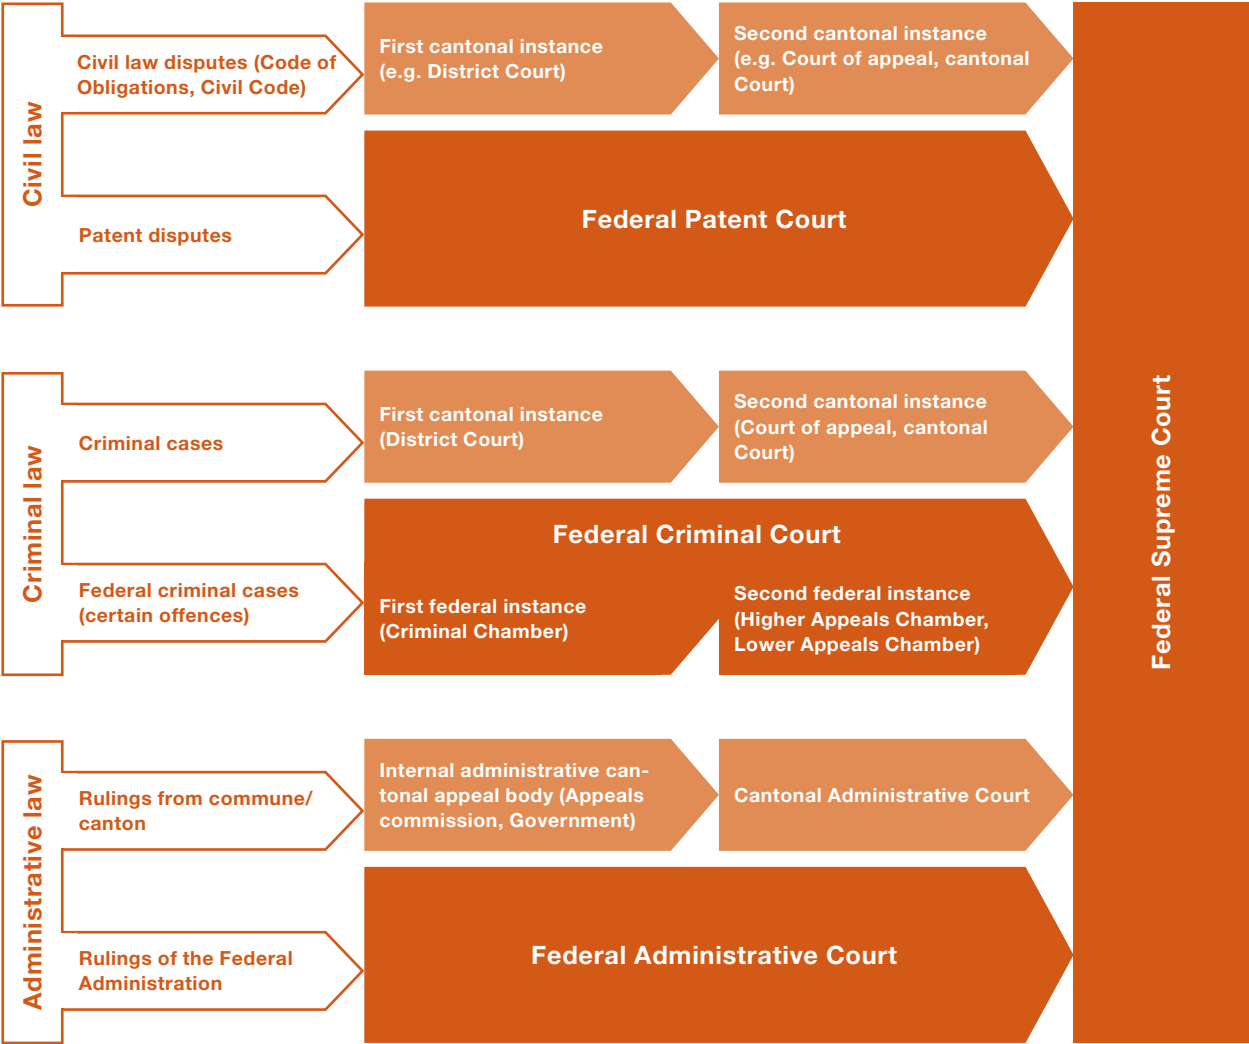 Civil law
Civil law disputes (Code of
Obligations, Civil Code)
First cantonal instance
(e.g. District Court)
Second cantonal instance
(e.g. Court of appeal, cantonal
Court)
Patent disputes
Federal Patent Court
Criminal law
Criminal cases
First cantonal instance
(District Court)
Second cantonal instance
(Court of appeal, cantonal
Court)
Federal criminal cases
(certain offences)
Federal Criminal Court
First federal instance
(Criminal Chamber)
Second federal instance
(Higher Appeals Chamber,
Lower Appeals Chamber)
Administrative law
Rulings from commune/
canton
Internal administrative can-
tonal appeal body (Appeals
commission, Government)
Cantonal Administrative Court
Rulings of the Federal
Administration
Federal Administrative Court
Federal Supreme Court